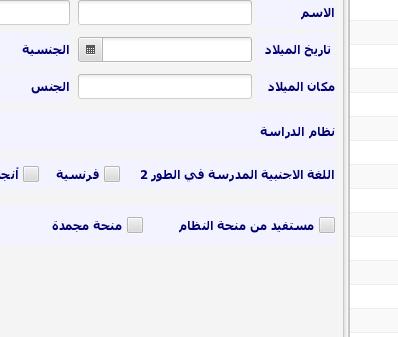 الاسم
تاريخ الميلاد الجنسية
مكان الميلاد الجنس
نظام الدراسة
اللغة الاجنبية المدرسة في الطور 2 فرنسية
مستفيد من منحة النظام منحة مجمدة